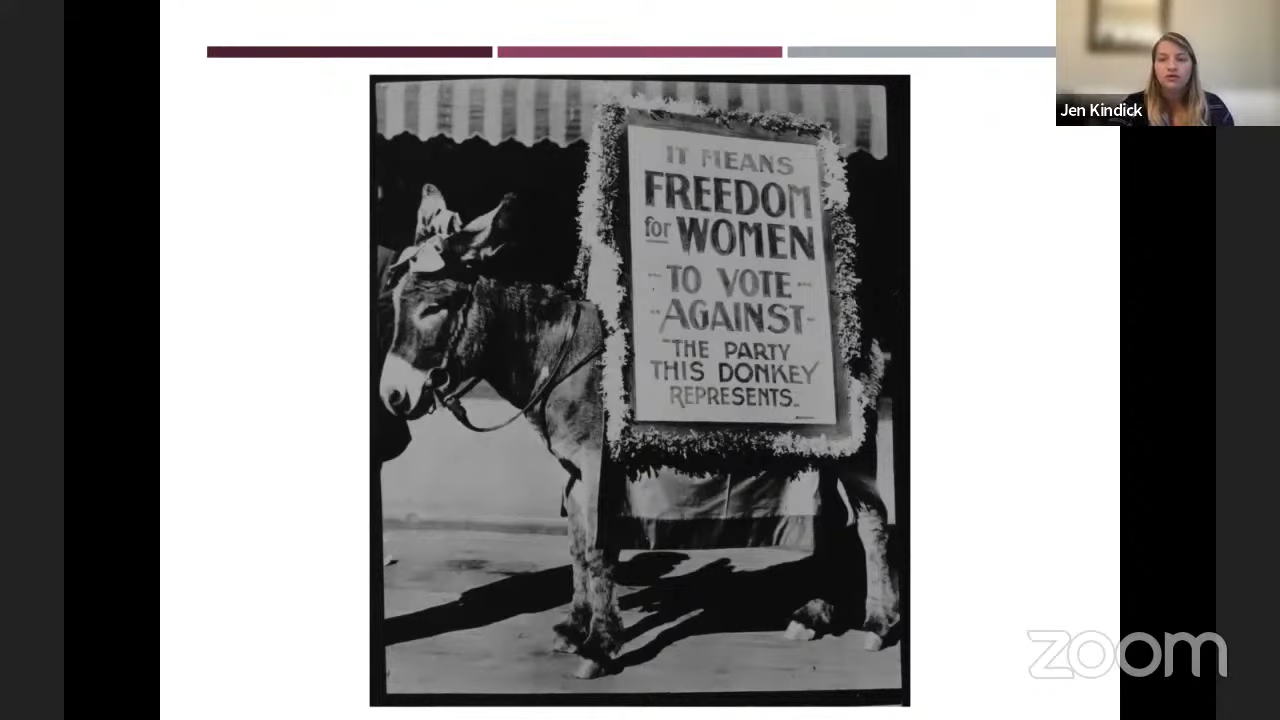 IT MEANS
FREEDOM
for WOMEN
-TO VOTE-
-AGAINST-
THE PARTY
THIS DONKEY
REPRESENTS.
Jen Kindick
zoom